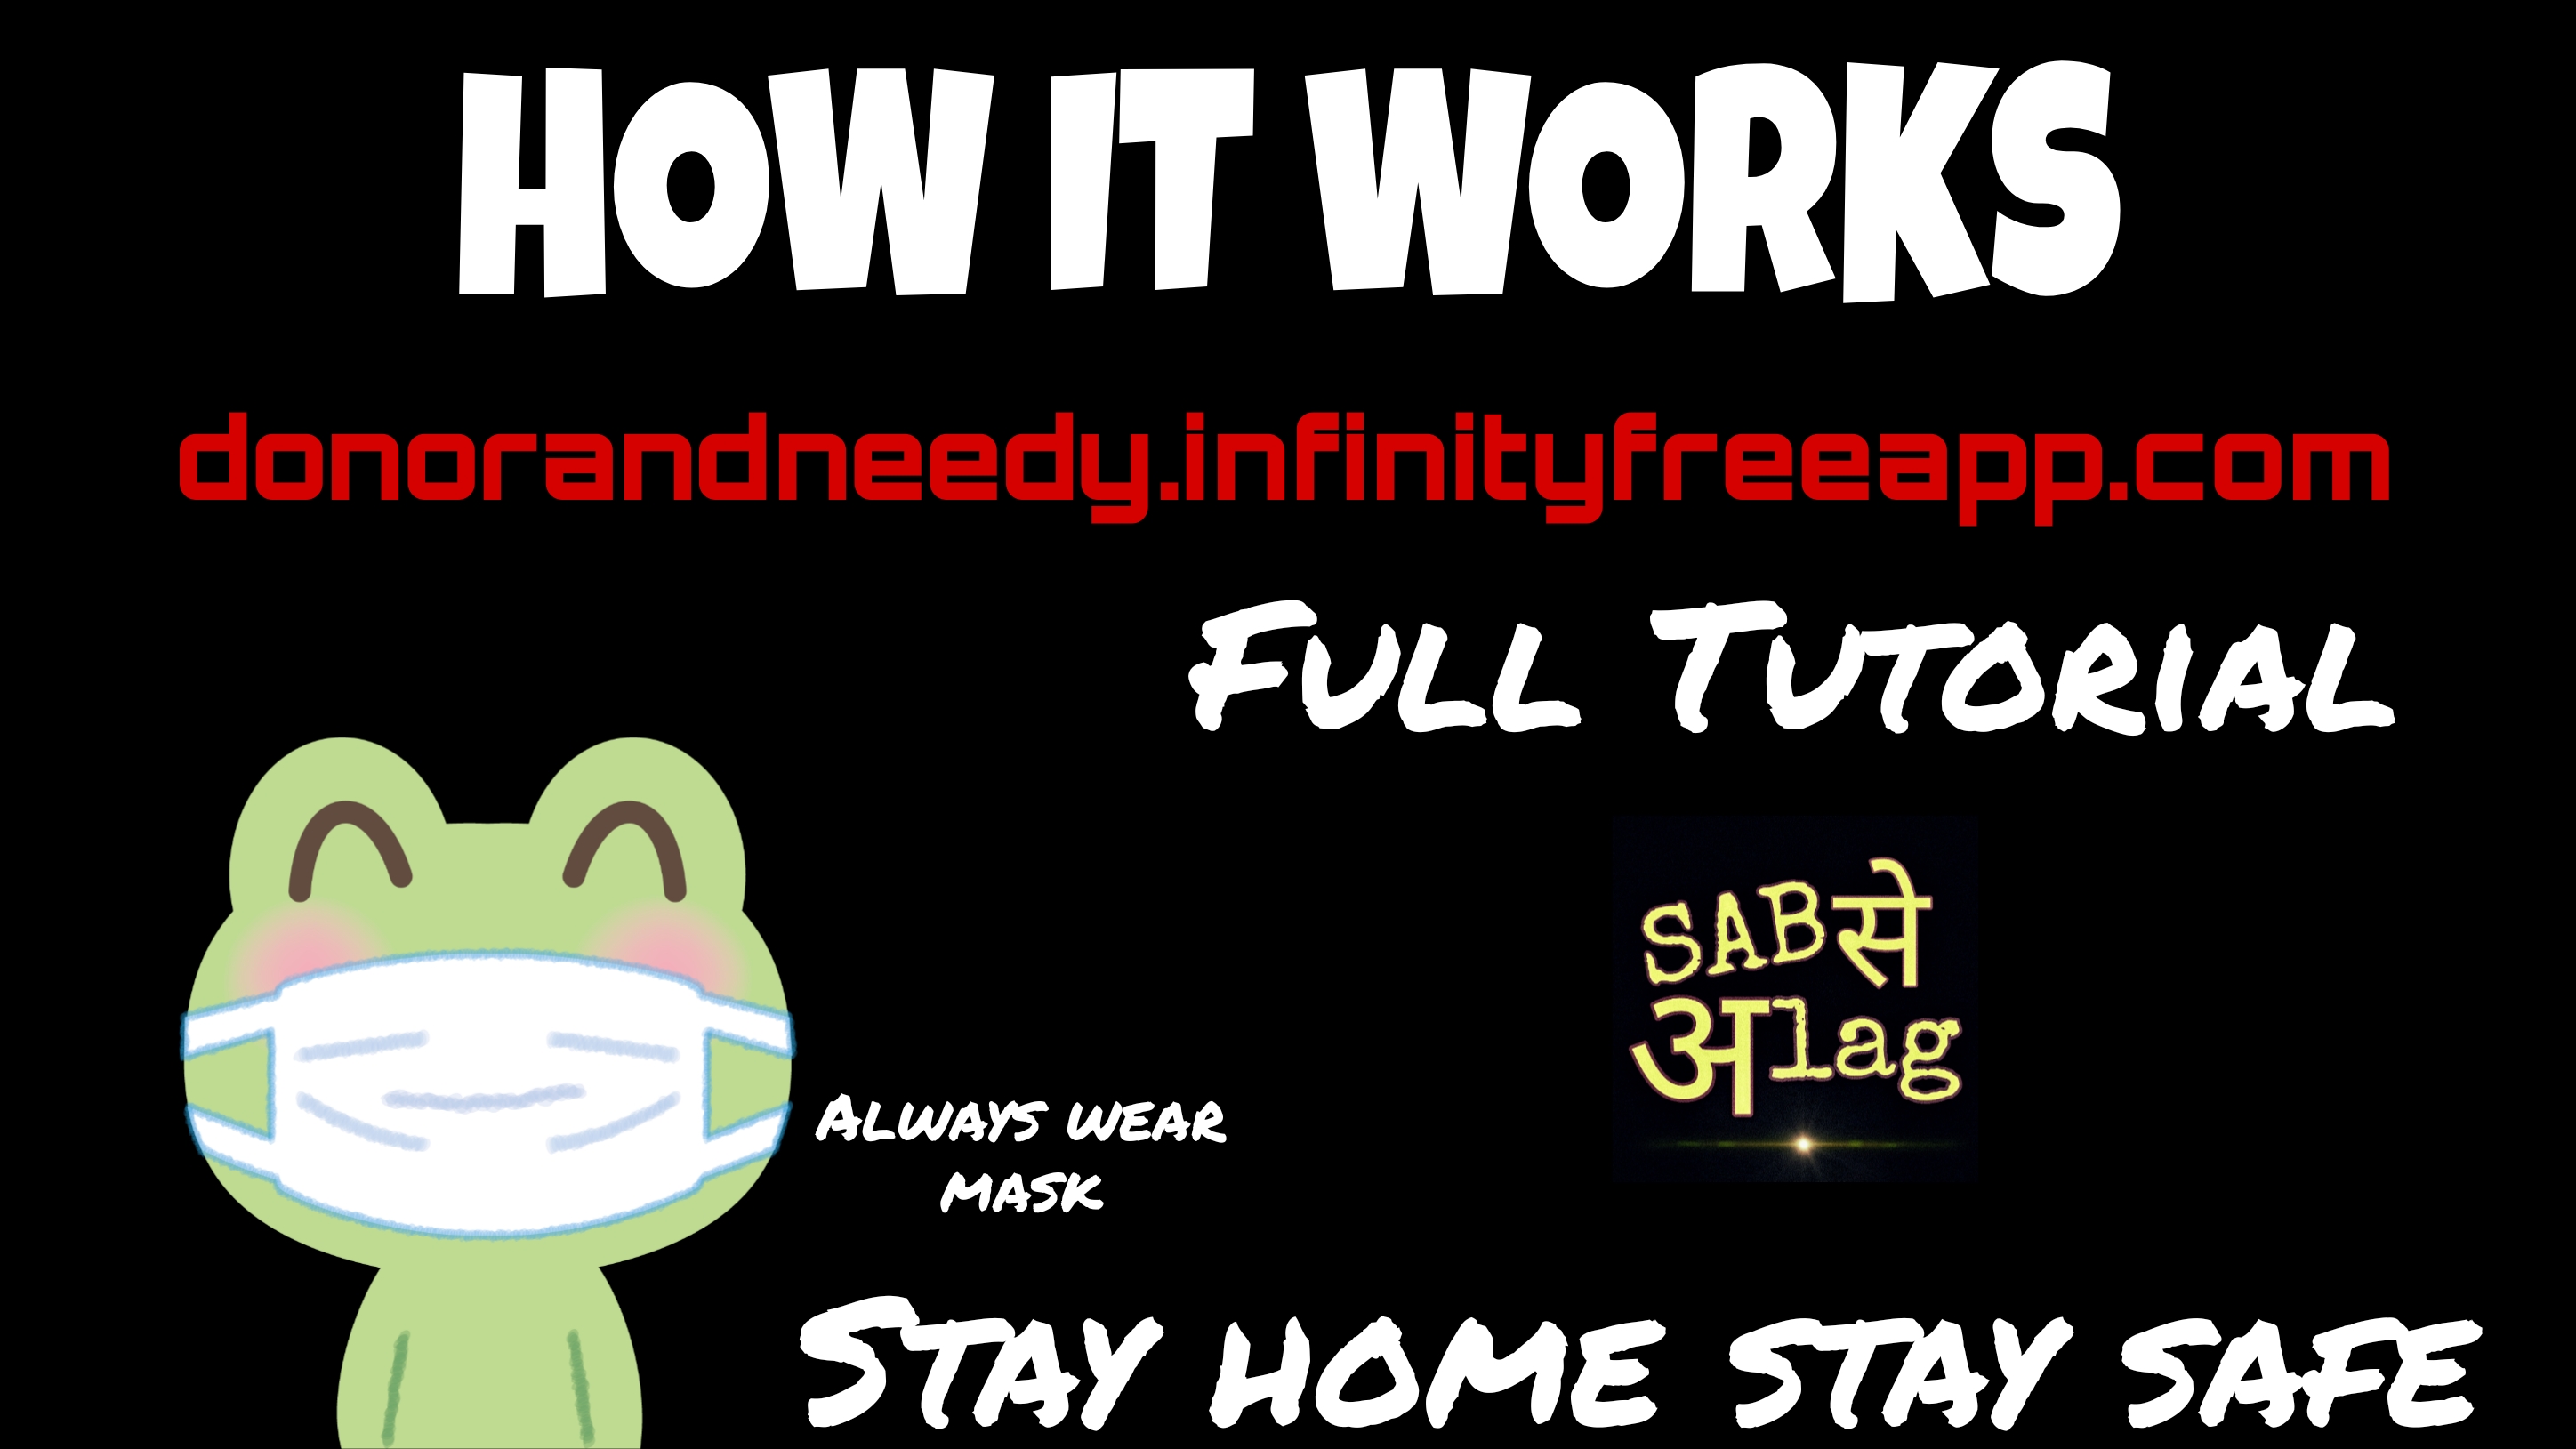 HOW IT WORKS
donorandneedy.infinityfreeapp.com
FULL TUTORIAL
SABसे
अlag
ALWAYS WEAR
MASK
STAY HOME STAY SAFE